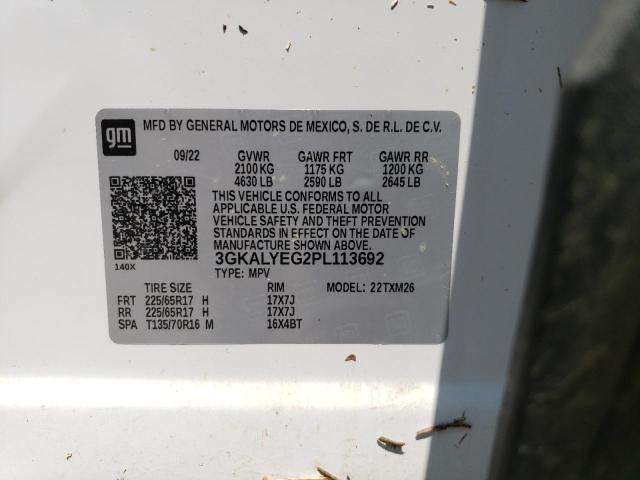 gm MFD BY GENERAL MOTORS DE MEXICO, S. DE R.L. DE C.V.
09/22 GVWR GAWR FRT GAWR RR
2100 KG 1175 KG 1200 KG
4630 LB 2590 LB 2645 LB
THIS VEHICLE CONFORMS TO ALL
APPLICABLE U.S. FEDERAL MOTOR
VEHICLE SAFETY AND THEFT PREVENTION
STANDARDS IN EFFECT ON THE DATE OF
MANUFACTURE SHOWN ABOVE.
3GKALYEG2PL113692
140X TYPE: MPV
TIRE SIZE RIM MODEL: 22TXM26
FRT 225/65R17 H 17X7J
RR 225/65R17 H 17X7J
SPA T135/70R16 M 16X4BT